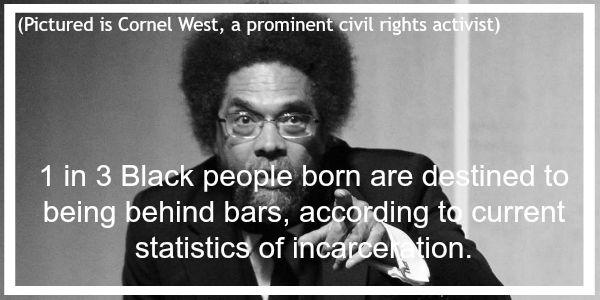 (Pictured is Cornel West, a prominent civil rights activist)
1 in 3 Black people born are destined to
being behind bars, according to current
statistics of incarceration.